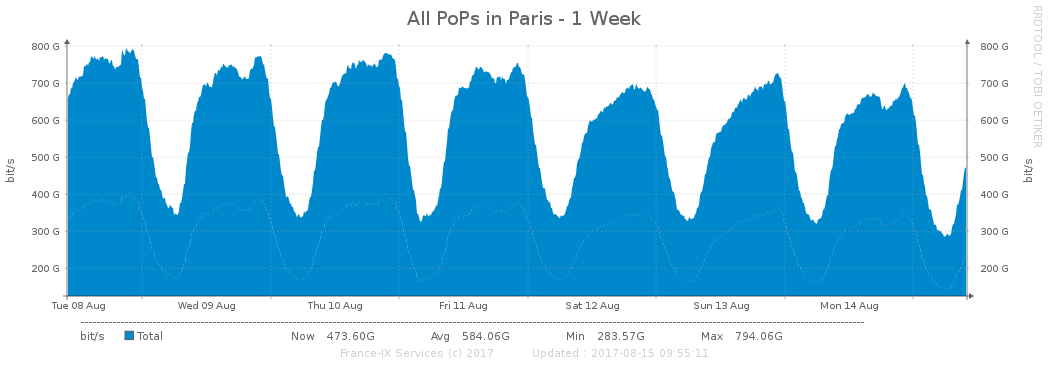 All PoPs in Paris - 1 Week
RRDTOOL / TOBI OETIKER
800 G 800 G
700 G 700 G
600 G 600 G
500 G 500 G
bit/s bit/s
400 G 400 G
300 G 300 G
200 G 200 G
Tue 08 Aug Wed 09 Aug Thu 10 Aug Fri 11 Aug Sat 12 Aug Sun 13 Aug Mon 14 Aug
bit/s Total Now 473.60G Avg 584.06G Min 283.57G Max 794.06G
France-IX Services (c) 2017 Updated : 2017-08-15 09:55:11